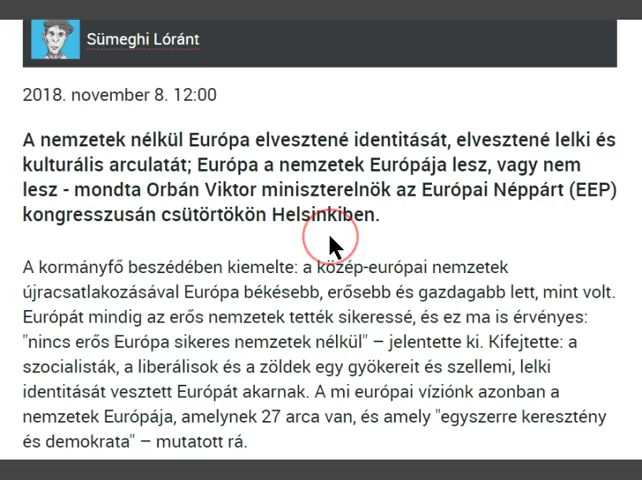 Sümeghi Lóránt
2018. november 8. 12:00
A nemzetek nélkül Európa elvesztené identitását, elvesztené lelki és
kulturális arculatát; Európa a nemzetek Európája lesz, vagy nem
lesz - mondta Orbán Viktor miniszterelnök az Európai Néppárt (EEP)
kongresszusán csütörtökön Helsinkiben.
A kormányfő beszédében kiemelte: a közép-európai nemzetek
újracsatlakozásával Európa békésebb, erősebb és gazdagabb lett, mint volt.
Európát mindig az erős nemzetek tették sikeressé, és ez ma is érvényes:
"nincs erős Európa sikeres nemzetek nélkül" – jelentette ki. Kifejtette: a
szocialisták, a liberálisok és a zöldek egy gyökereit és szellemi, lelki
identitását vesztett Európát akarnak. A mi európai víziónk azonban a
nemzetek Európája, amelynek 27 arca van, és amely "egyszerre keresztény
és demokrata" – mutatott rá.